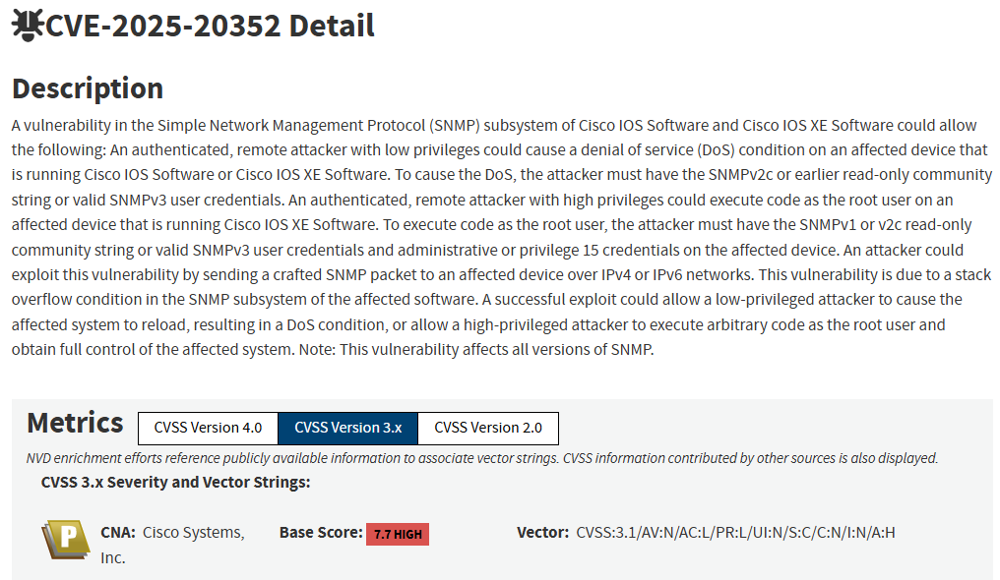 CVE-2025-20352 Detail
Description
A vulnerability in the Simple Network Management Protocol (SNMP) subsystem of Cisco IOS Software and Cisco IOS XE Software could allow
the following: An authenticated, remote attacker with low privileges could cause a denial of service (DoS) condition on an affected device that
is running Cisco IOS Software or Cisco IOS XE Software. To cause the DoS, the attacker must have the SNMPv2c or earlier read-only community
string or valid SNMPv3 user credentials. An authenticated, remote attacker with high privileges could execute code as the root user on an
affected device that is running Cisco IOS XE Software. To execute code as the root user, the attacker must have the SNMPv1 or v2c read-only
community string or valid SNMPv3 user credentials and administrative or privilege 15 credentials on the affected device. An attacker could
exploit this vulnerability by sending a crafted SNMP packet to an affected device over IPv4 or IPv6 networks. This vulnerability is due to a stack
overflow condition in the SNMP subsystem of the affected software. A successful exploit could allow a low-privileged attacker to cause the
affected system to reload, resulting in a DoS condition, or allow a high-privileged attacker to execute arbitrary code as the root user and
obtain full control of the affected system. Note: This vulnerability affects all versions of SNMP.
Metrics CVSS Version 4.0 CVSS Version 3.x CVSS Version 2.0
NVD enrichment efforts reference publicly available information to associate vector strings. CVSS information contributed by other sources is also displayed.
CVSS 3.x Severity and Vector Strings:
P CNA: Cisco Systems, Base Score: 7.7 HIGH Vector: CVSS:3.1/AV:N/AC:L/PR:L/UI:N/S:C/C:N/I:N/A:H
Inc.